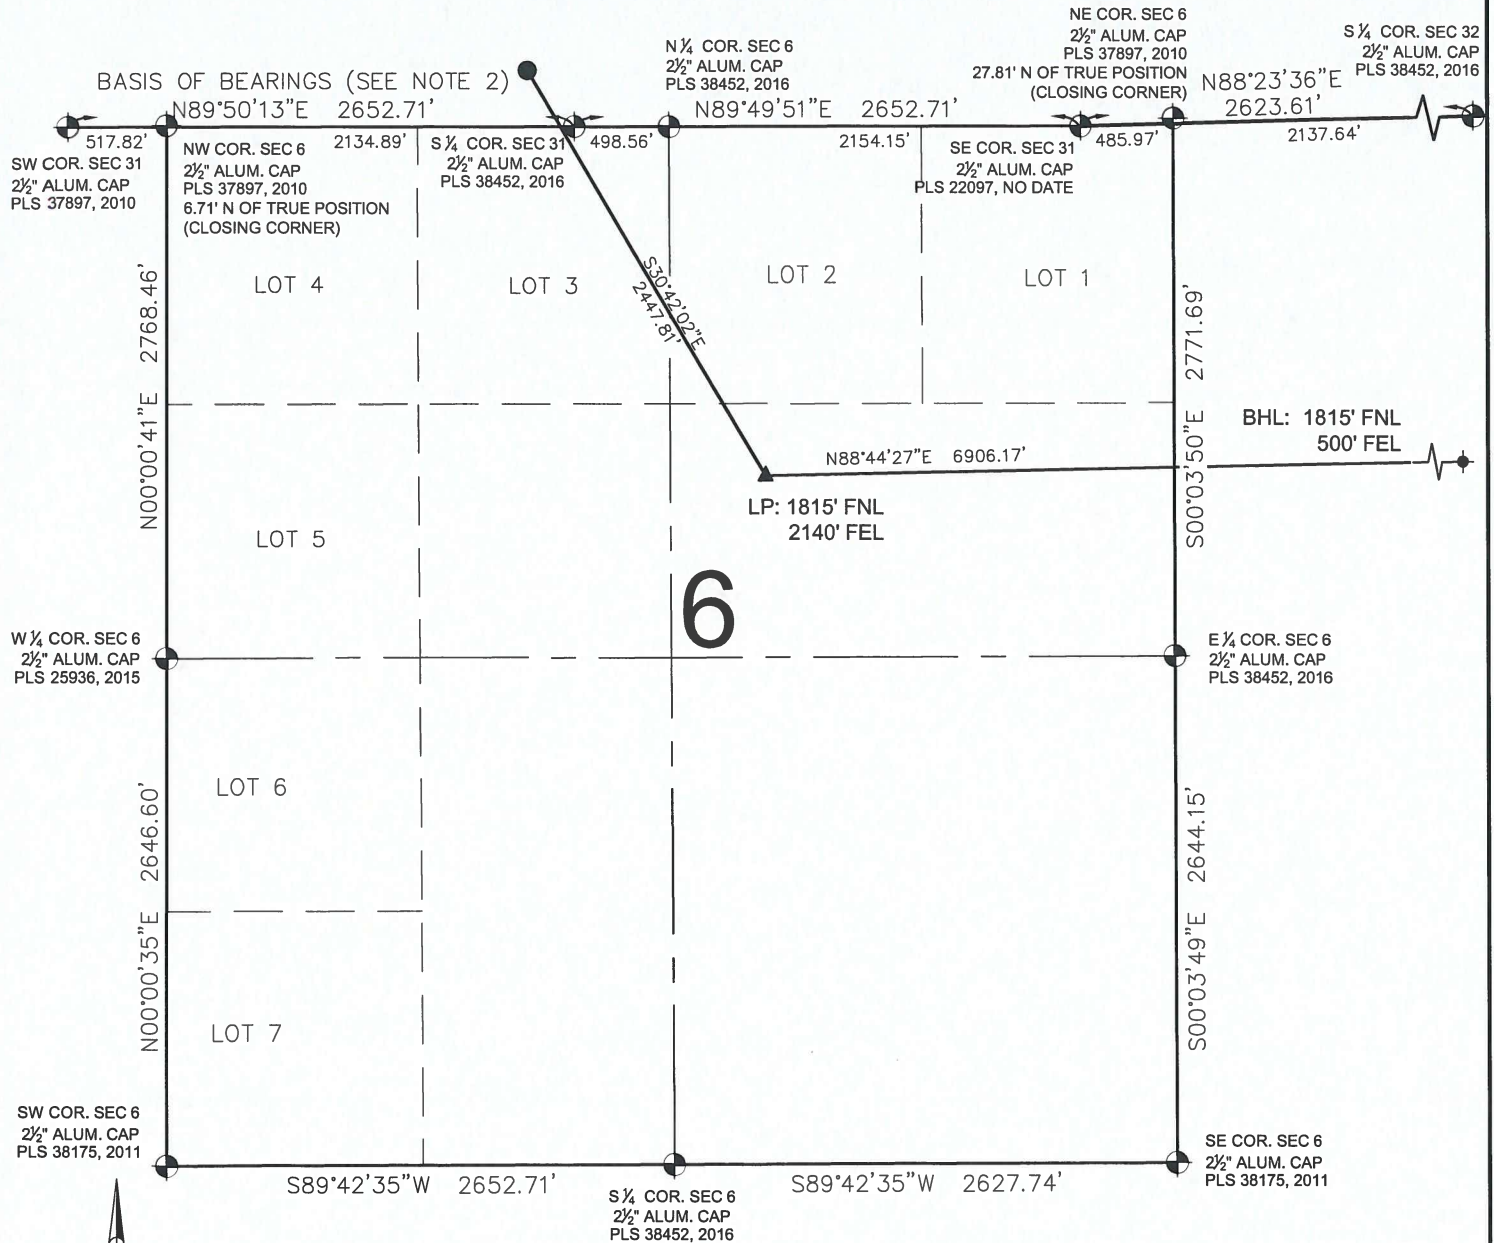 NE COR. SEC 6
2½" ALUM. CAP
PLS 37897, 2010
27.81' N OF TRUE POSITION
(CLOSING CORNER)
S ¼ COR. SEC 32
2½" ALUM. CAP
PLS 38452, 2016
N ¼ COR. SEC 6
2½" ALUM. CAP
PLS 38452, 2016
BASIS OF BEARINGS (SEE NOTE 2)
N89°50'13"E 2652.71'
N89°49'51"E 2652.71'
N88°23'36"E
2623.61'
517.82'
2134.89'
498.56'
2154.15'
485.97'
2137.64'
SW COR. SEC 31
2½" ALUM. CAP
PLS 37897, 2010
NW COR. SEC 6
2½" ALUM. CAP
PLS 37897, 2010
6.71' N OF TRUE POSITION
(CLOSING CORNER)
S ¼ COR. SEC 31
2½" ALUM. CAP
PLS 38452, 2016
SE COR. SEC 31
2½" ALUM. CAP
PLS 22097, NO DATE
LOT 4
LOT 3
LOT 2
LOT 1
S30°42'02"E
2447.81'
N00°00'41"E 2768.46'
S00°03'50"E 2771.69'
BHL: 1815' FNL
500' FEL
N88°44'27"E 6906.17'
LP: 1815' FNL
2140' FEL
LOT 5
6
W ¼ COR. SEC 6
2½" ALUM. CAP
PLS 25936, 2015
E ¼ COR. SEC 6
2½" ALUM. CAP
PLS 38452, 2016
LOT 6
N00°00'35"E 2646.60'
S00°03'49"E 2644.15'
LOT 7
SW COR. SEC 6
2½" ALUM. CAP
PLS 38175, 2011
SE COR. SEC 6
2½" ALUM. CAP
PLS 38175, 2011
S89°42'35"W 2652.71'
S89°42'35"W 2627.74'
S ¼ COR. SEC 6
2½" ALUM. CAP
PLS 38452, 2016